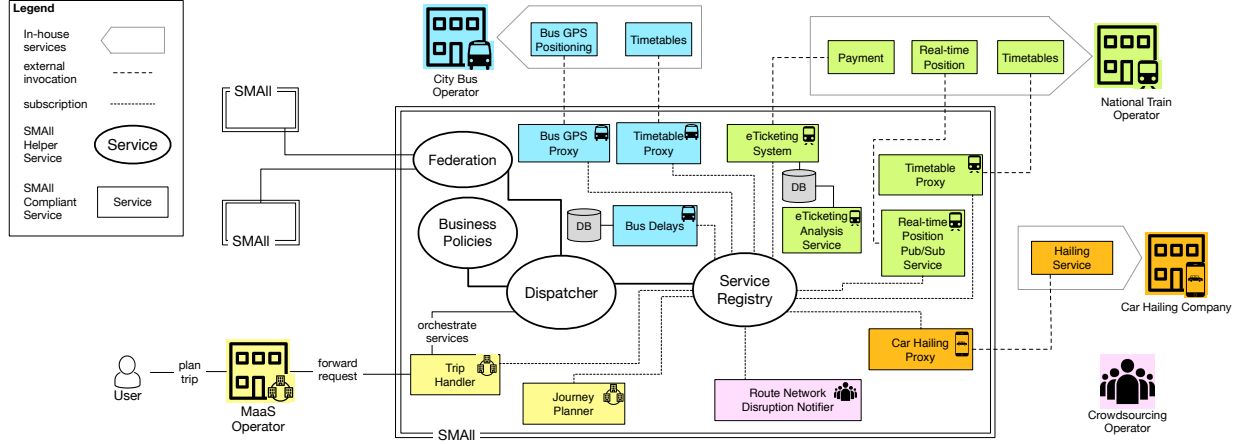 Legend
In-house
services
external
invocation
subscription
SMAll
Helper
Service
Service
SMAll
Compliant
Service
Service
SMAll
SMAll
City Bus
Operator
Bus GPS
Positioning
Timetables
Payment
Real-time
Position
Timetables
National Train
Operator
Federation
Business
Policies
Dispatcher
Service
Registry
Bus GPS
Proxy
Timetable
Proxy
eTicketing
System
DB
eTicketing
Analysis
Service
Timetable
Proxy
Real-time
Position
Pub/Sub
Service
DB
Bus Delays
Hailing
Service
Car Hailing Company
Car Hailing
Proxy
orchestrate
services
User
plan
trip
MaaS
Operator
forward
request
Trip
Handler
Journey
Planner
Route Network
Disruption Notifier
Crowdsourcing
Operator
SMAll